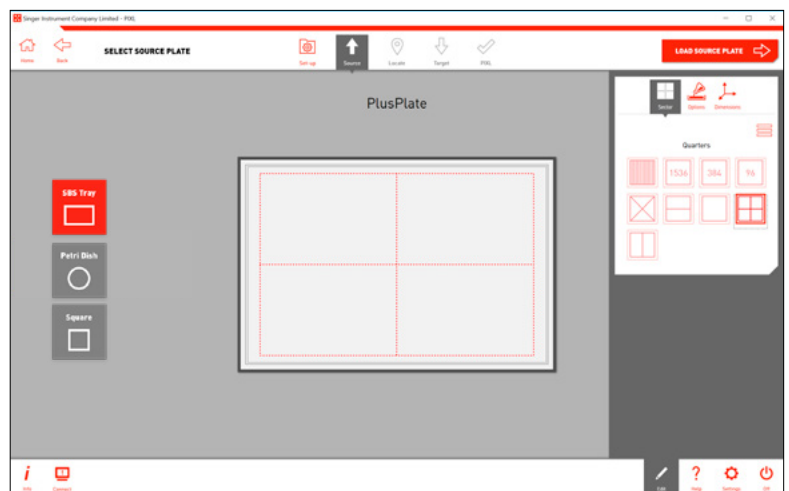 Singer Instrument Company Limited - PIXL
Home
Back
SELECT SOURCE PLATE
Set-up
Source
Locate
Target
PIXL
LOAD SOURCE PLATE
PlusPlate
Sector
Options
Dimensions
Quarters
1536
384
96
SBS Tray
Petri Dish
Square
Info
Connect
Edit
Help
Settings
Off